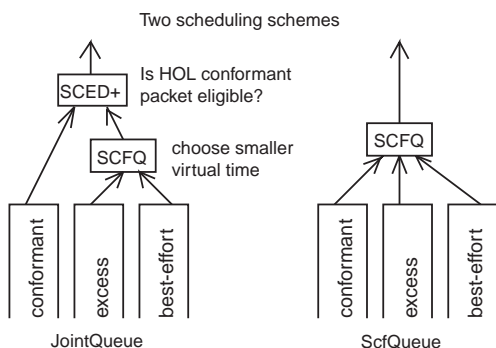 Two scheduling schemes
SCED+
Is HOL conformant
packet eligible?
SCFQ
choose smaller
virtual time
conformant
excess
best-effort
JointQueue
SCFQ
conformant
excess
best-effort
ScfQueue